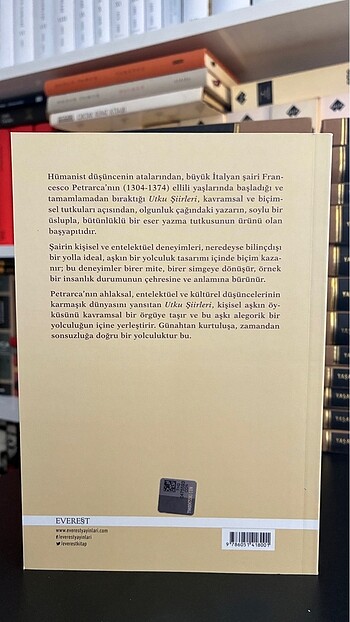 Hümanist düşüncenin atalarından, büyük İtalyan şairi Fran-
cesco Petrarca'nın (1304-1374) ellili yaşlarında başladığı ve
tamamlamadan bıraktığı Utku Şiirleri, kavramsal ve biçim-
sel tutkuları açısından, olgunluk çağındaki yazarın, soylu bir
üslupla, bütünlüklü bir eser yazma tutkusunun ürünü olan
başyapıtıdır.
Şairin kişisel ve entelektüel deneyimleri, neredeyse bilinçdışı
bir yolla ideal, aşkın bir yolculuk tasarımı içinde biçim kaza-
nır; bu deneyimler birer mite, birer simgeye dönüşür, örnek
bir insanlık durumunun çehresine ve anlamına bürünür.
Petrarca'nın ahlaksal, entelektüel ve kültürel düşüncelerinin
karmaşık dünyasını yansıtan Utku Şiirleri, kişisel aşkın öy-
küsünü kavramsal bir örgüye taşır ve bu aşkı alegorik bir
yolculuğun içine yerleştirir. Günahtan kurtuluşa, zamandan
sonsuzluğa doğru bir yolculuktur bu.
EVEREST
www.everestyayinlari.com
/everestyayinlari
/everestkitap
9 786051 418001